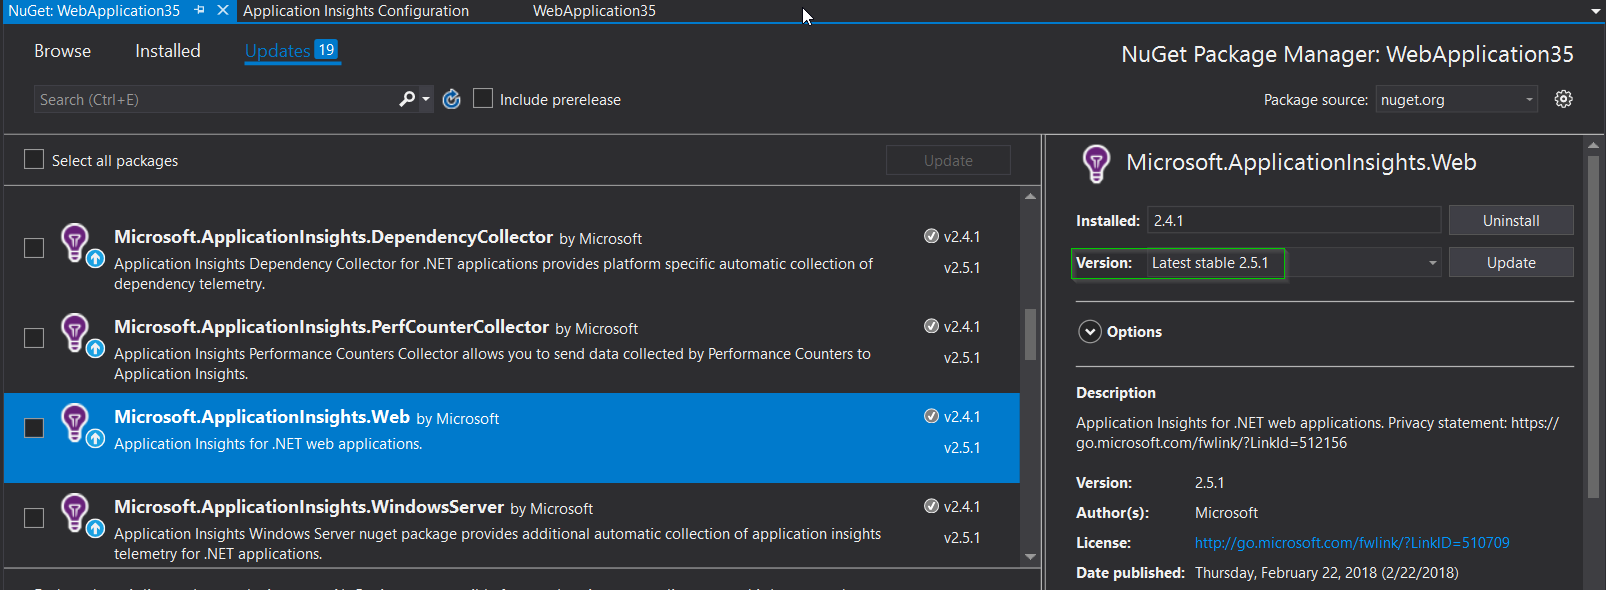 NuGet: WebApplication35
Application Insights Configuration
WebApplication35
Browse
Installed
Updates 19
NuGet Package Manager: WebApplication35
Search (Ctrl+E)
Include prerelease
Package source: nuget.org
Select all packages
Update
Microsoft.ApplicationInsights.DependencyCollector by Microsoft
v2.4.1
Application Insights Dependency Collector for .NET applications provides platform specific automatic collection of
v2.5.1
dependency telemetry.
Microsoft.ApplicationInsights.PerfCounterCollector by Microsoft
v2.4.1
Application Insights Performance Counters Collector allows you to send data collected by Performance Counters to
v2.5.1
Application Insights.
Microsoft.ApplicationInsights.Web by Microsoft
v2.4.1
Application Insights for .NET web applications.
v2.5.1
Microsoft.ApplicationInsights.WindowsServer by Microsoft
v2.4.1
Application Insights Windows Server nuget package provides additional automatic collection of application insights
v2.5.1
telemetry for .NET applications.
Microsoft.ApplicationInsights.Web
Installed: 2.4.1
Uninstall
Version: Latest stable 2.5.1
Update
Options
Description
Application Insights for .NET web applications. Privacy statement: https://
go.microsoft.com/fwlink/?LinkId=512156
Version: 2.5.1
Author(s): Microsoft
License: http://go.microsoft.com/fwlink/?LinkID=510709
Date published: Thursday, February 22, 2018 (2/22/2018)